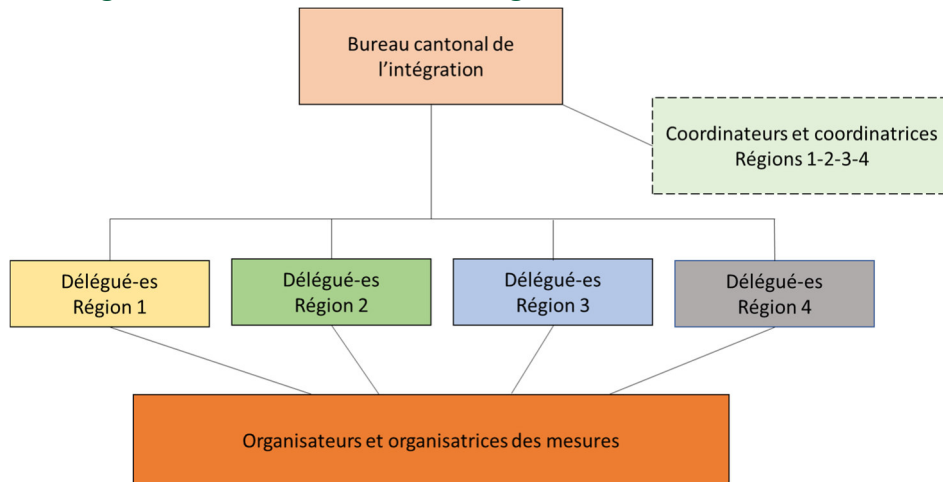 Bureau cantonal de
l'intégration
Coordinateurs et coordinatrices
Régions 1-2-3-4
Délégué-es
Région 1
Délégué-es
Région 2
Délégué-es
Région 3
Délégué-es
Région 4
Organisateurs et organisatrices des mesures